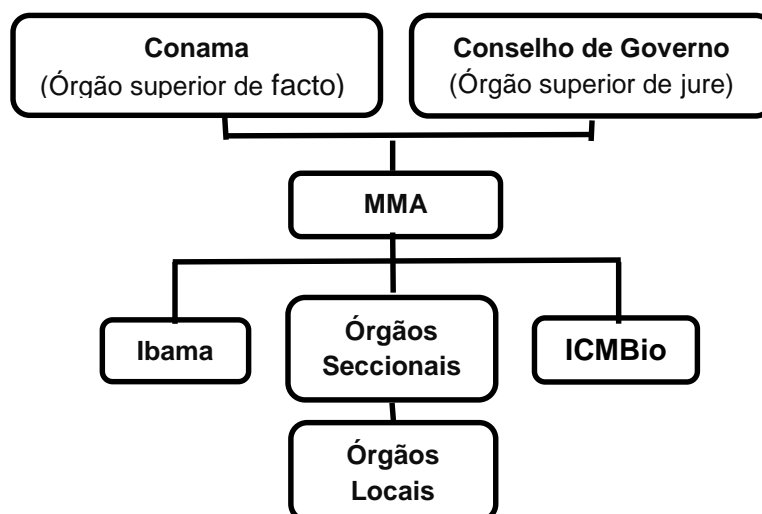 Conama
(Órgão superior de facto)
Conselho de Governo
(Órgão superior de jure)
MMA
Ibama
Órgãos
Seccionais
ICMBio
Órgãos
Locais